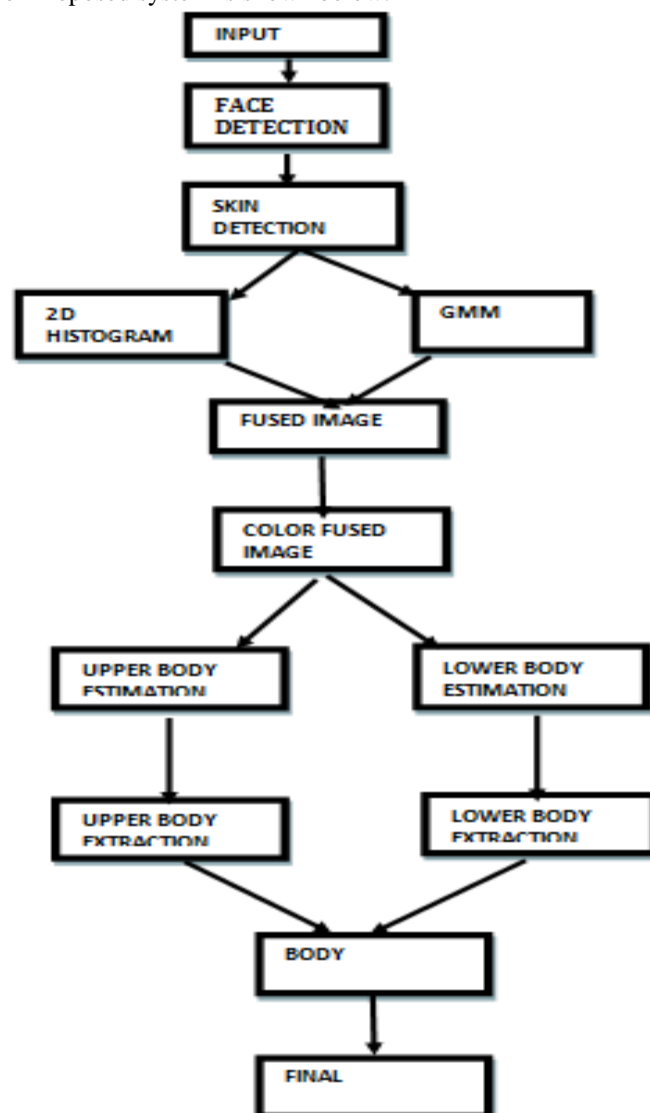 INPUT
FACE
DETECTION
SKIN
DETECTION
2D
HISTOGRAM
GMM
FUSED IMAGE
COLOR FUSED
IMAGE
UPPER BODY
ESTIMATION
LOWER BODY
ESTIMATION
UPPER BODY
EXTRACTION
LOWER BODY
EXTRACTION
BODY
FINAL